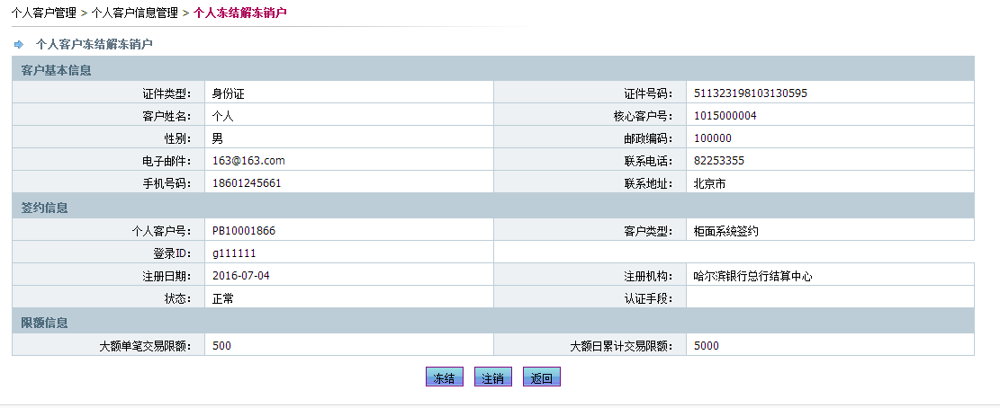 个人客户管理 > 个人客户信息管理 > 个人冻结解冻销户
个人客户冻结解冻销户
客户基本信息
证件类型： 身份证 证件号码： 511323198103130595
客户姓名： 个人 核心客户号： 1015000004
性别： 男 邮政编码： 100000
电子邮件： 163@163.com 联系电话： 82253355
手机号码： 18601245661 联系地址： 北京市
签约信息
个人客户号： PB10001866 客户类型： 柜面系统签约
登录ID： g111111
注册日期： 2016-07-04 注册机构： 哈尔滨银行总行结算中心
状态： 正常 认证手段：
限额信息
大额单笔交易限额： 500 大额日累计交易限额： 5000
冻结 注销 返回